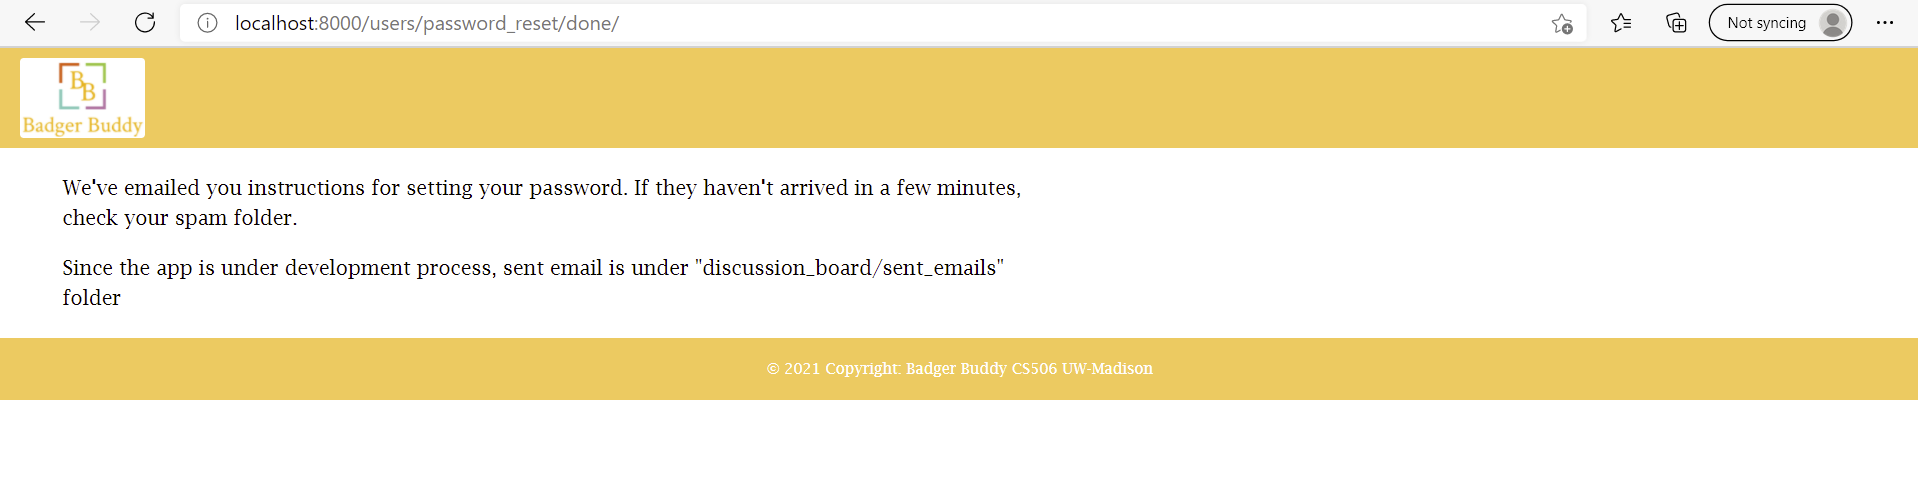 localhost:8000/users/password_reset/done/
Not syncing
BB
Badger Buddy
We've emailed you instructions for setting your password. If they haven't arrived in a few minutes,
check your spam folder.
Since the app is under development process, sent email is under "discussion_board/sent_emails"
folder
© 2021 Copyright: Badger Buddy CS506 UW-Madison